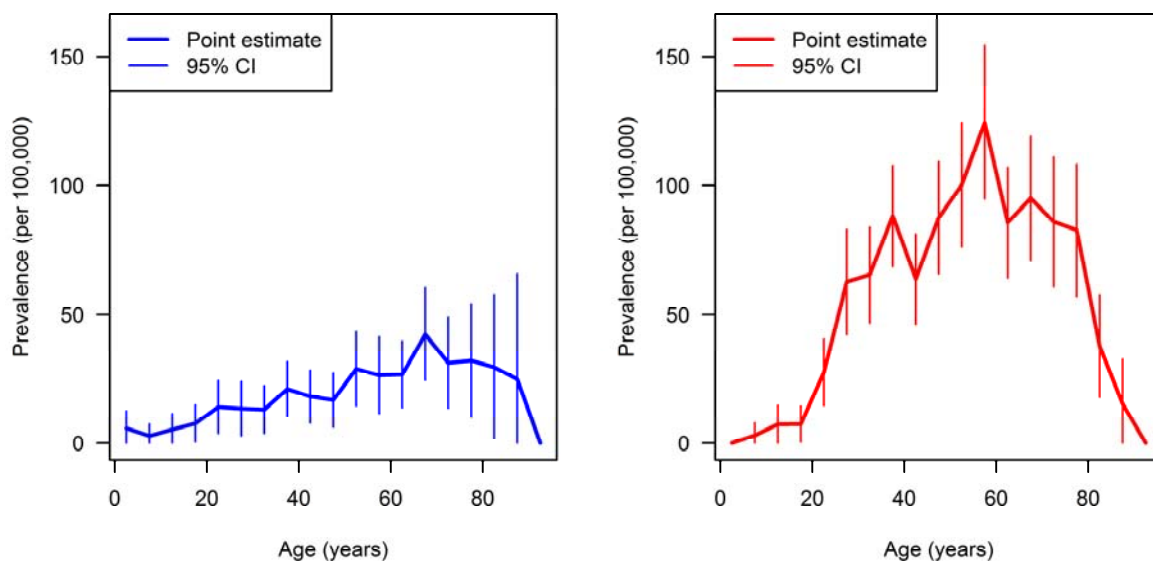 Point estimate
95% CI
150
100
50
0
Prevalence (per 100,000)
0 20 40 60 80
Age (years)
Point estimate
95% CI
150
100
50
0
Prevalence (per 100,000)
0 20 40 60 80
Age (years)